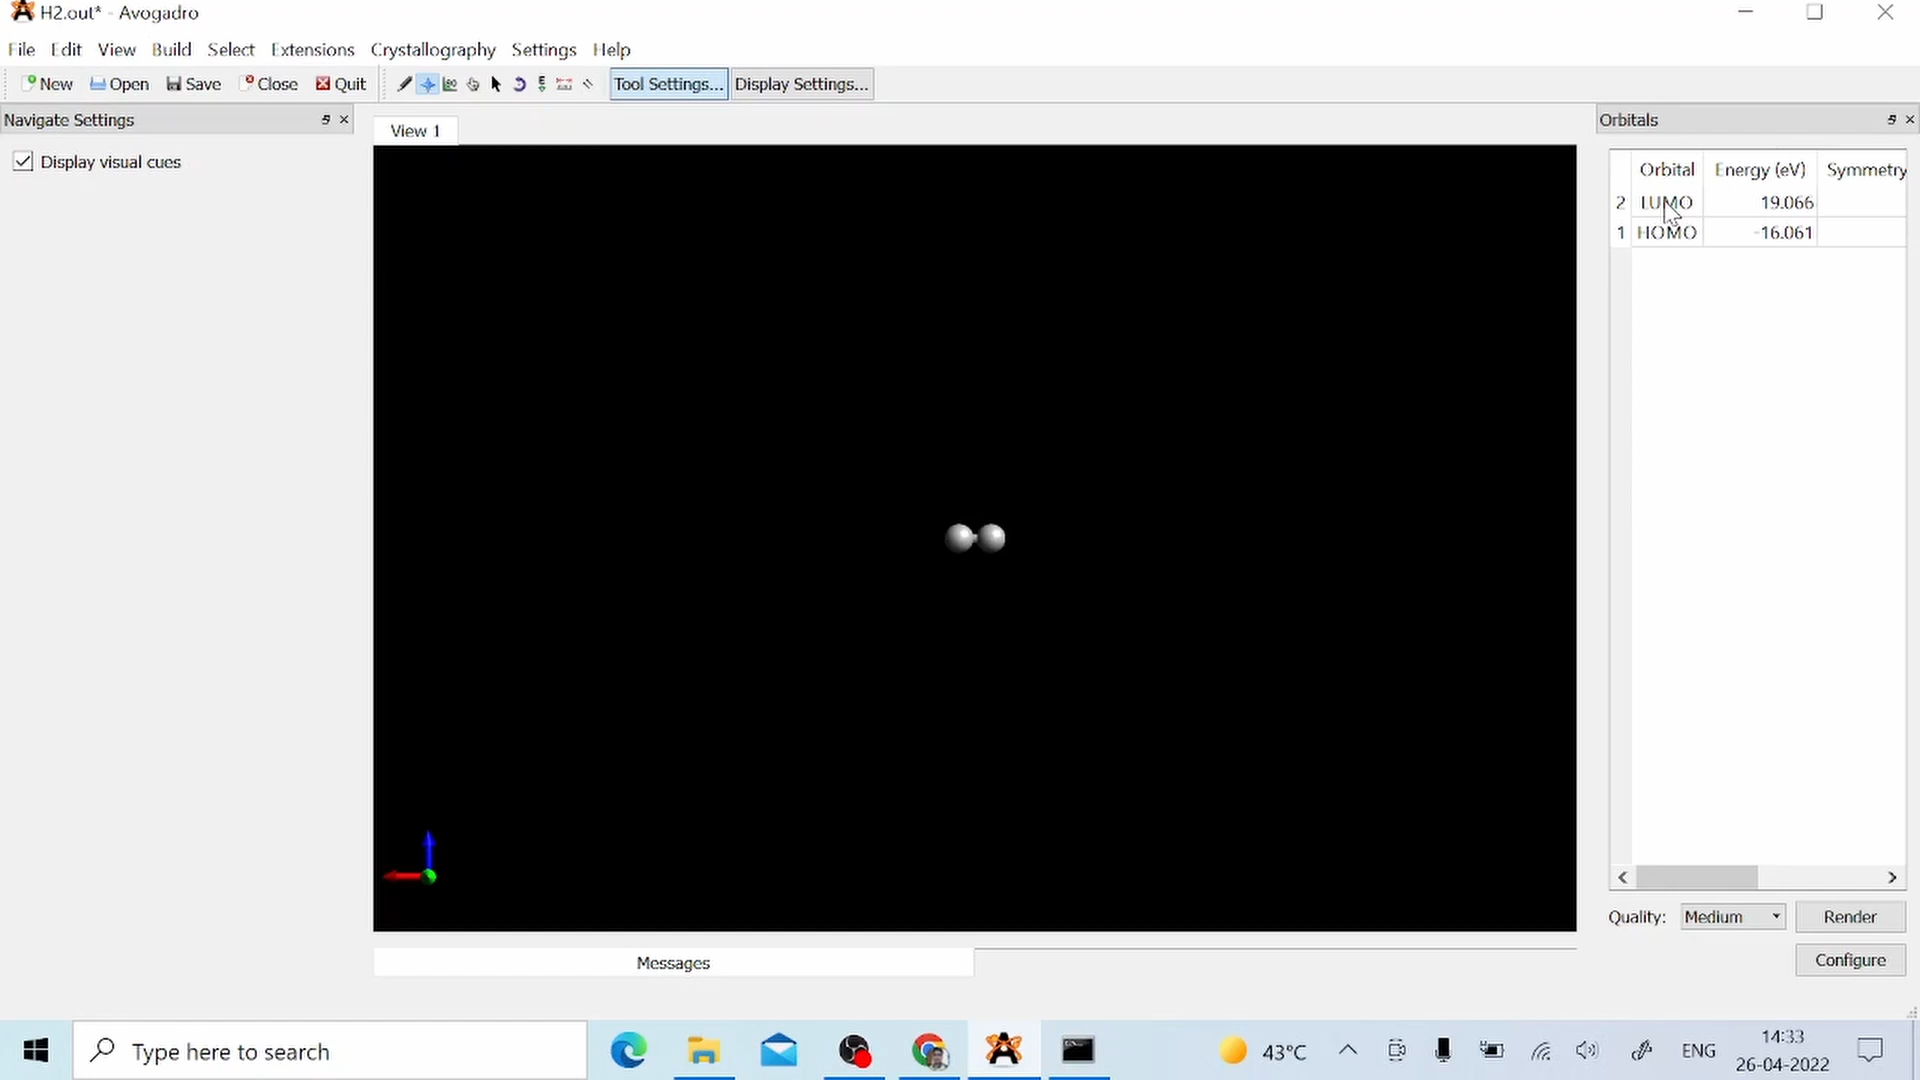 H2.out* - Avogadro
File Edit View Build Select Extensions Crystallography Settings Help
New Open Save Close Quit Tool Settings... Display Settings...
Navigate Settings
View 1
Orbitals
Display visual cues
Orbital Energy (eV) Symmetry
2 LUMO 19.066
1 HOMO -16.061
Quality: Medium Render
Configure
Messages
Type here to search
43°C
ENG
14:33
26-04-2022